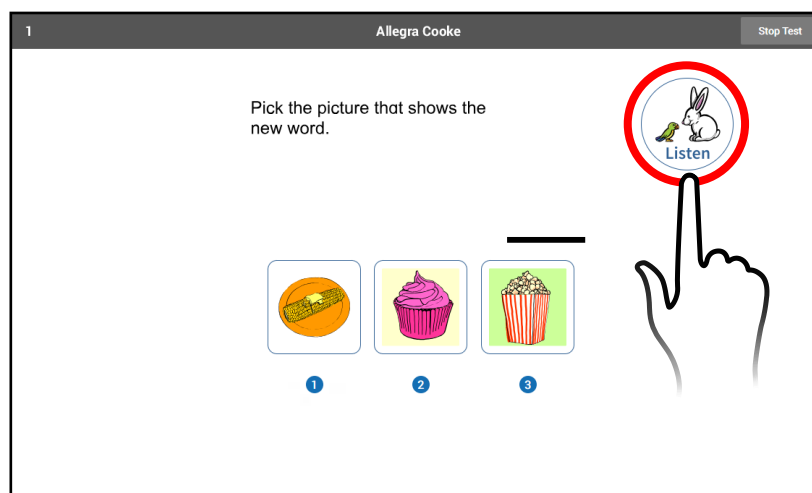 1
Allegra Cooke
Stop Test
Pick the picture that shows the
new word.
Listen
1
2
3